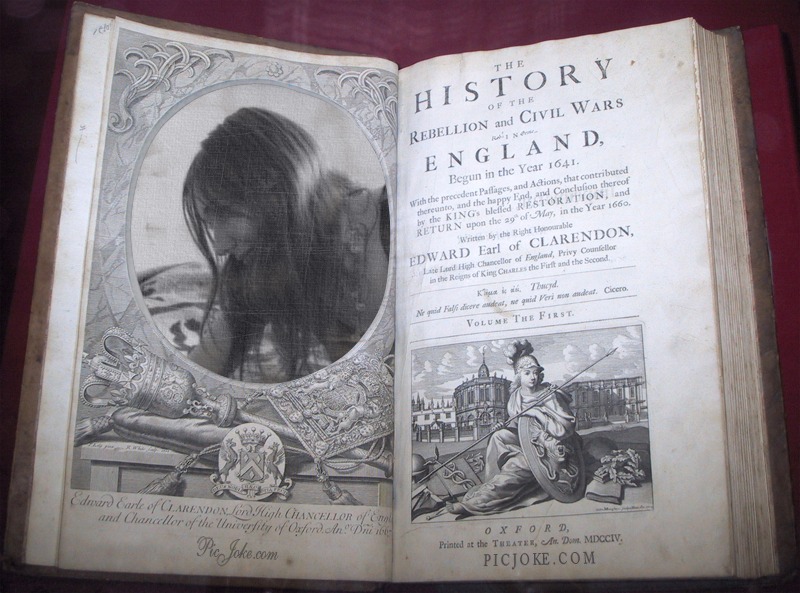 Edward Earle of CLARENDON Lord High CHANCELLOR of Engl
and Chancellor of the University of Oxford. An.o Dni
PicJoke.com
THE
HISTORY
OF THE
REBELLION and CIVIL WARS
IN
ENGLAND,
Begun in the Year 1641.
With the precedent Paſſages, and Actions, that contributed
thereunto, and the happy End, and Concluſion thereof
by the KING's bleſſed RESTORATION, and
RETURN upon the 29th of May, in the Year 1660.
Written by the Right Honourable
EDWARD Earl of CLARENDON,
Late Lord High Chancellor of England, Privy Counſellor
in the Reigns of King CHARLES the Firſt and the Second.
Thucyd.
Ne quid Falſi dicere audeat, ne quid Veri non audeat. Cicero.
VOLUME THE FIRST.
OXFORD,
Printed at the THEATER, An. Dom. MDCCIV.
PICJOKE.COM